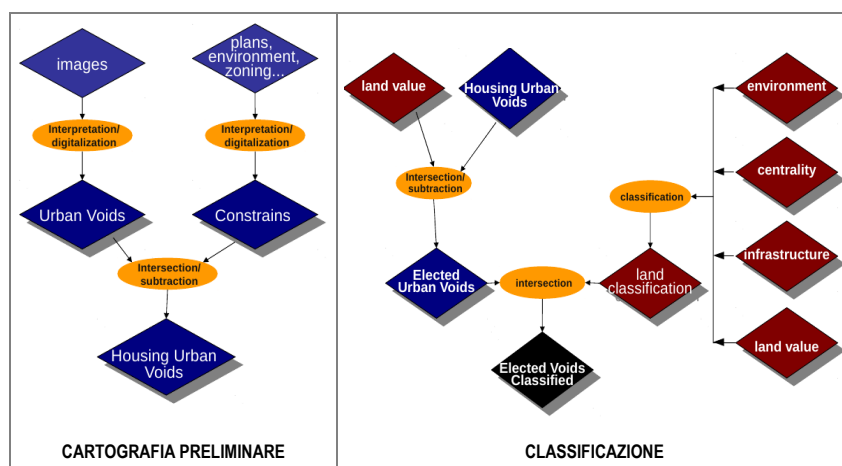 images
plans,
environment,
zoning...
Interpretation/
digitalization
Interpretation/
digitalization
Urban Voids
Constrains
Intersection/
subtraction
Housing Urban
Voids
CARTOGRAFIA PRELIMINARE
land value
Housing Urban
Voids
Intersection/
subtraction
Elected
Urban Voids
intersection
Elected Voids
Classified
classification
land
classification
environment
centrality
infrastructure
land value
CLASSIFICAZIONE